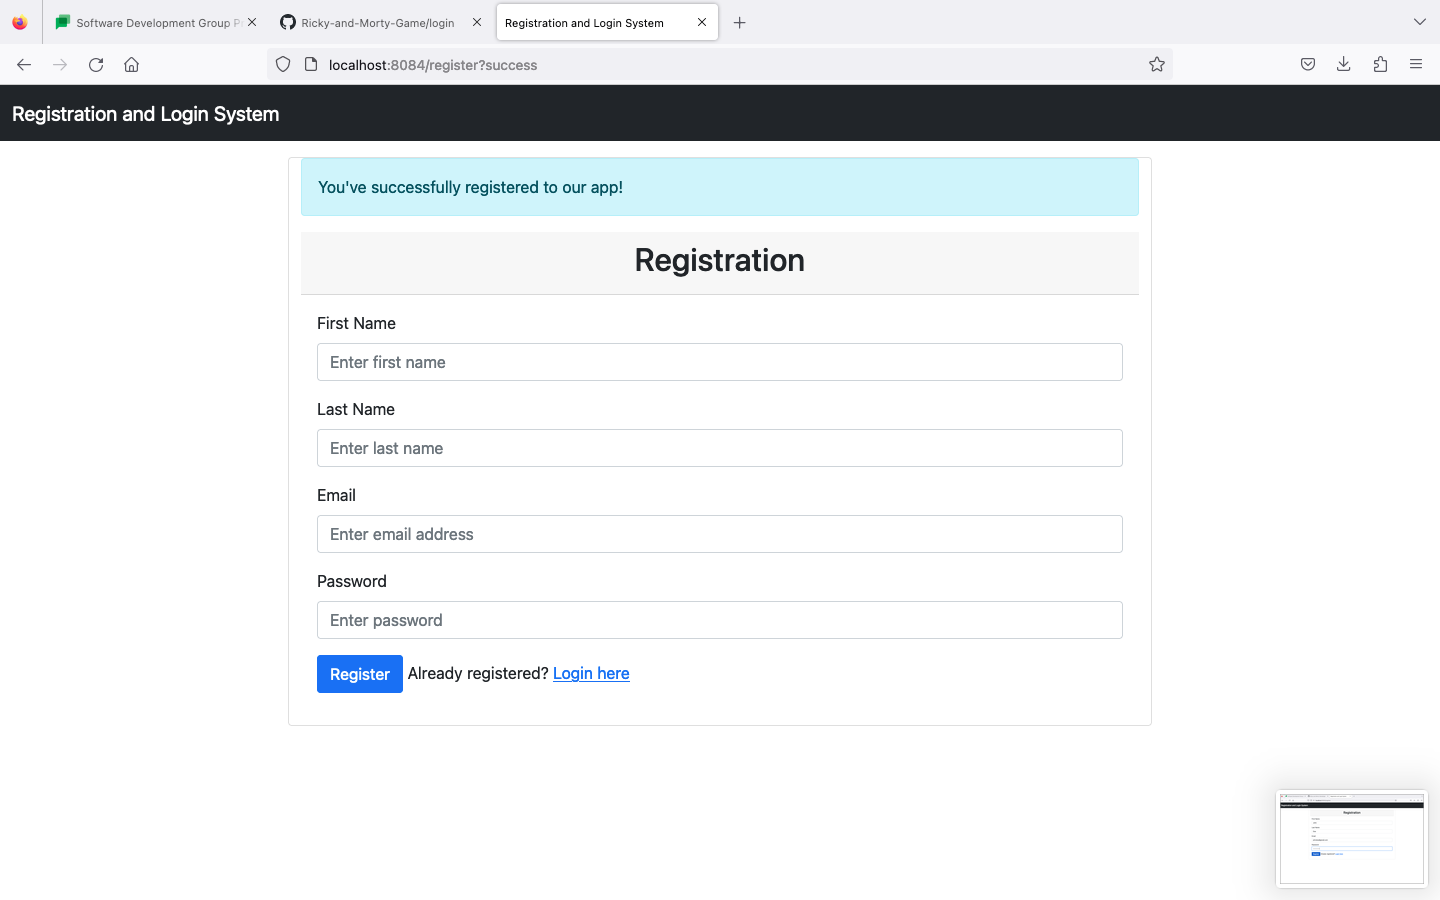 Software Development Group P
Ricky-and-Morty-Game/login
Registration and Login System
localhost:8084/register?success
Registration and Login System
You've successfully registered to our app!
Registration
First Name
Enter first name
Last Name
Enter last name
Email
Enter email address
Password
Enter password
Register Already registered? Login here
Registration